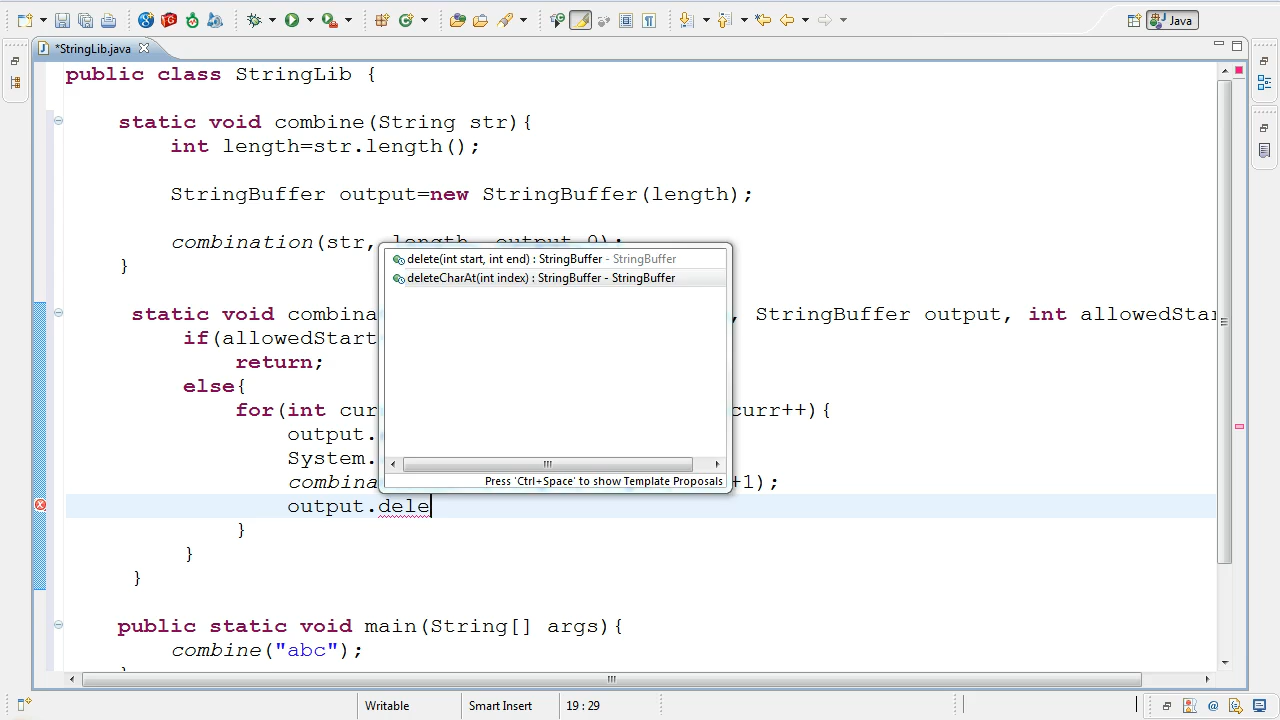 Java
*StringLib.java
public class StringLib {
static void combine(String str){
int length=str.length();
StringBuffer output=new StringBuffer(length);
combination(str, length, output 0);
}
delete(int start, int end) : StringBuffer - StringBuffer
deleteCharAt(int index) : StringBuffer - StringBuffer
Press 'Ctrl+Space' to show Template Proposals
static void combina , StringBuffer output, int allowedStar
if(allowedStart
return;
else{
for(int cur curr++){
output.
System.
combina +1);
output.dele
}
}
}
public static void main(String[] args){
combine("abc");
Writable
Smart Insert
19 : 29